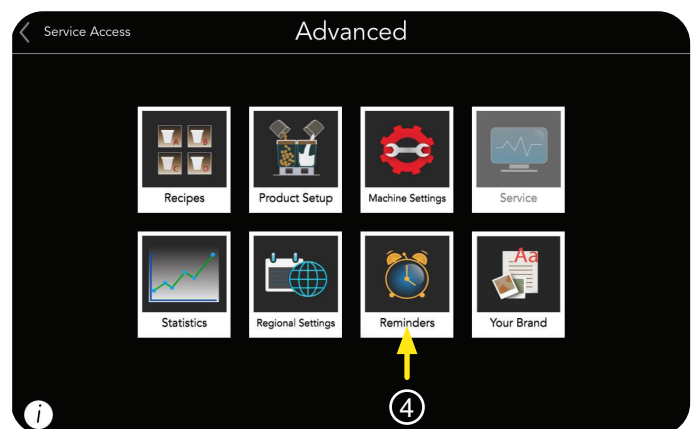 Service Access
Advanced
A B
C D
Recipes
Product Setup
Machine Settings
Service
Aa
Statistics
Regional Settings
Reminders
Your Brand
4
i